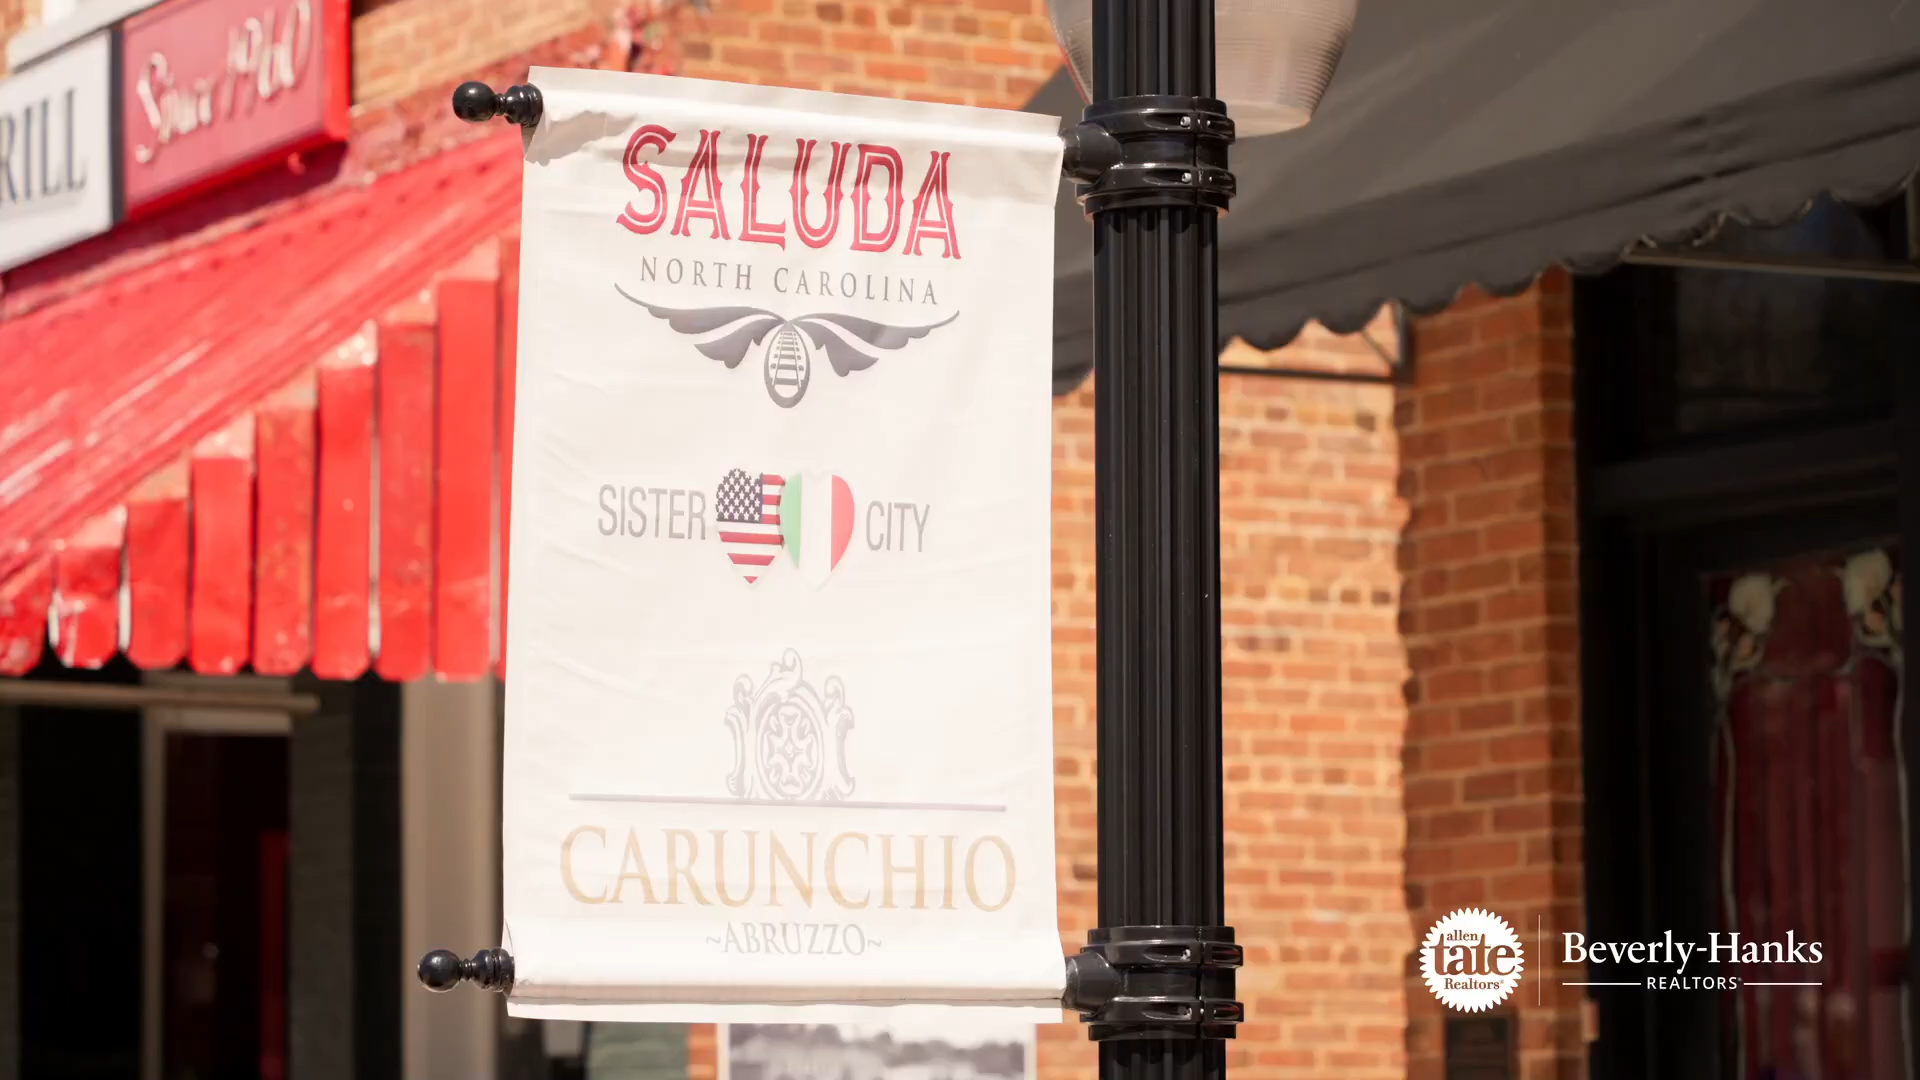 RILL
Since 1960
SALUDA
NORTH CAROLINA
SISTER CITY
CARUNCHIO
~ABRUZZO~
allen
tate
Realtors®
Beverly-Hanks
REALTORS®